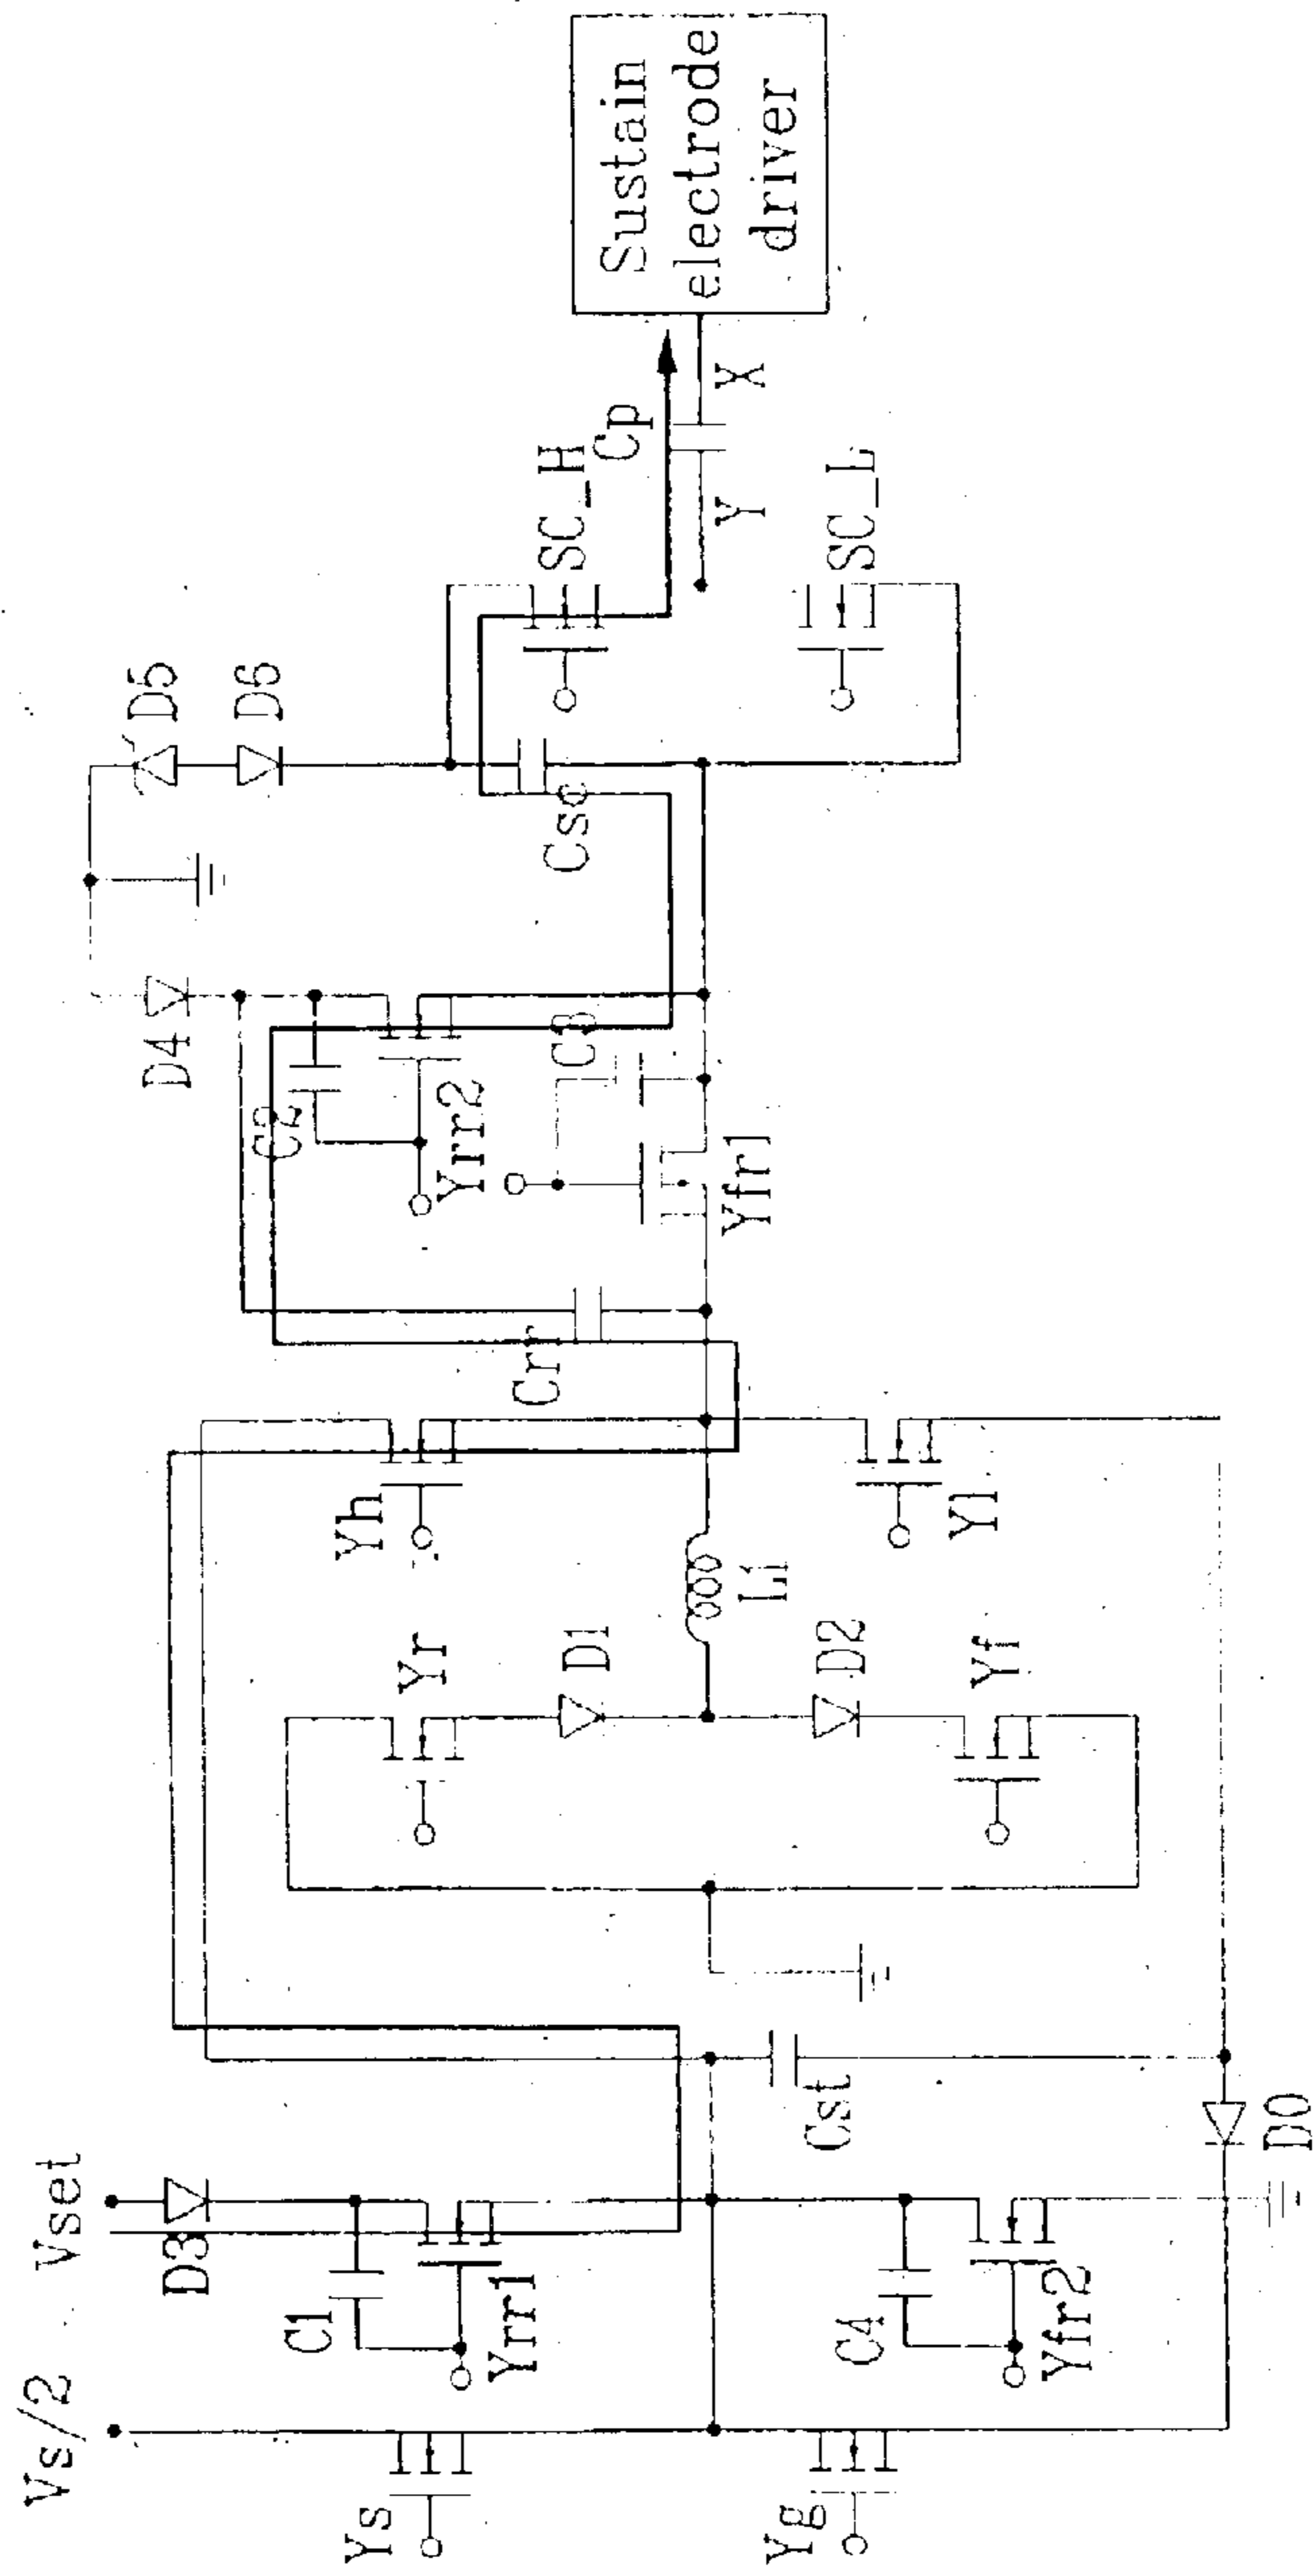 Vs/2
Vset
Ys
Yg
D3
C1
Yrr1
C4
Yfr2
D0
Cst
Yr
D1
D2
Yf
L1
Yh
Yl
Crr
D4
C2
Yrr2
C3
Yfr1
D5
D6
Csc
SC_H
SC_L
Cp
Y
X
Sustain
electrode
driver